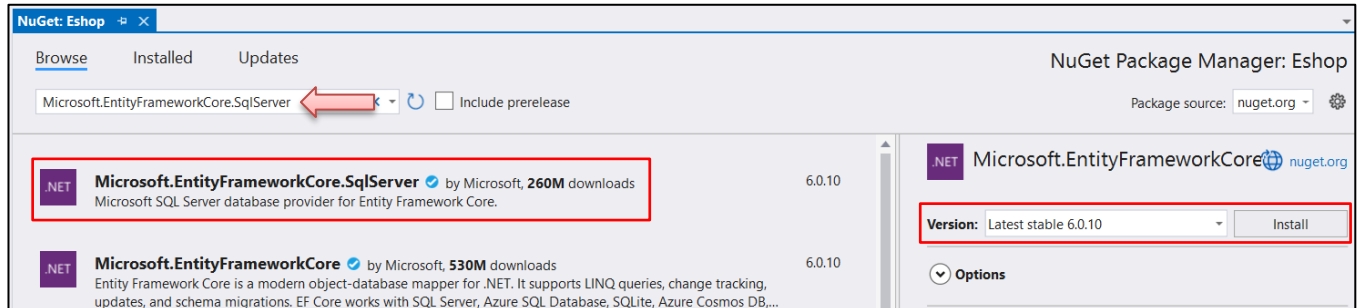 NuGet: Eshop
Browse Installed Updates
NuGet Package Manager: Eshop
Microsoft.EntityFrameworkCore.SqlServer
Include prerelease
Package source: nuget.org
.NET
Microsoft.EntityFrameworkCore.SqlServer by Microsoft, 260M downloads
6.0.10
Microsoft SQL Server database provider for Entity Framework Core.
.NET
Microsoft.EntityFrameworkCore by Microsoft, 530M downloads
6.0.10
Entity Framework Core is a modern object-database mapper for .NET. It supports LINQ queries, change tracking,
updates, and schema migrations. EF Core works with SQL Server, Azure SQL Database, SQLite, Azure Cosmos DB,...
.NET
Microsoft.EntityFrameworkCore nuget.org
Version: Latest stable 6.0.10 Install
Options